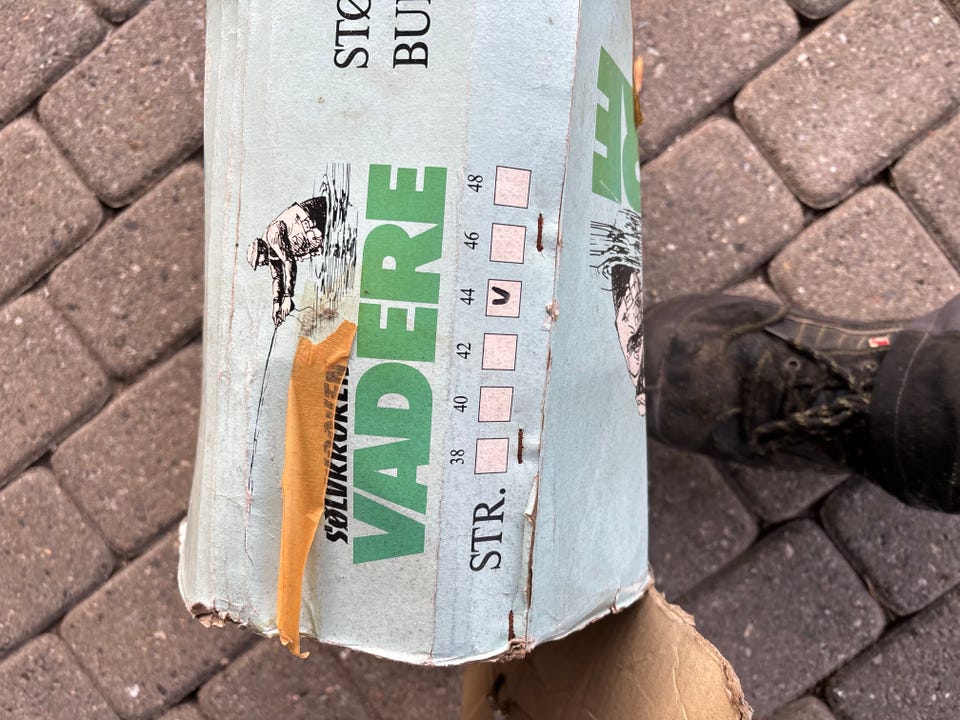 SØLVKROKEN
VADERE
STR. 38 40 42 44 46 48
STØ
BU